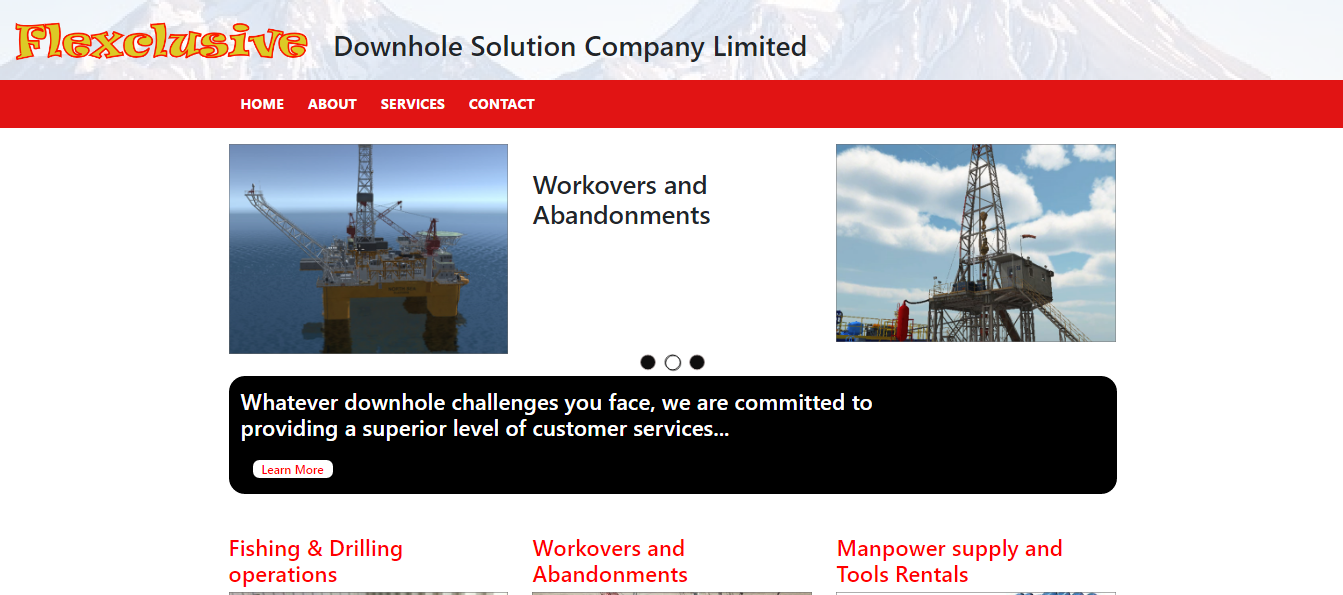 Flexclusive Downhole Solution Company Limited
HOME ABOUT SERVICES CONTACT
Workovers and
Abandonments
Whatever downhole challenges you face, we are committed to
providing a superior level of customer services...
Learn More
Fishing & Drilling
operations
Workovers and
Abandonments
Manpower supply and
Tools Rentals